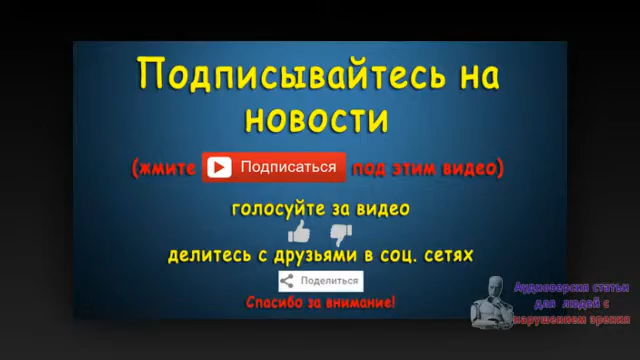 Подписывайтесь на
новости
(жмите Подписаться под этим видео)
голосуйте за видео
делитесь с друзьями в соц. сетях
Поделиться
Спасибо за внимание!
Аудиоверсия статьи
для людей с
нарушением зрения